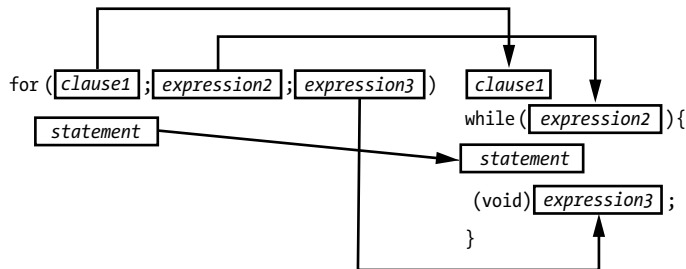 for (clause1 ;expression2 ;expression3 )
statement
clause1
while( expression2 ){
statement
(void) expression3 ;
}